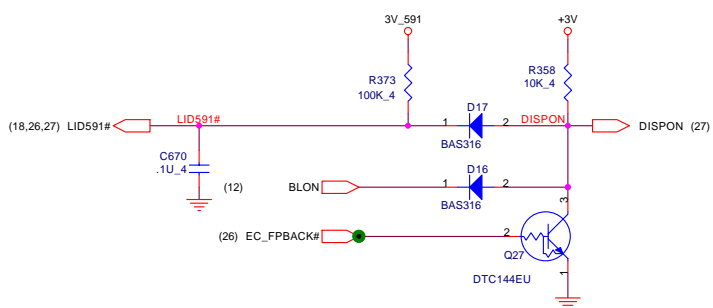 3V_591
+3V
R373
100K_4
R358
10K_4
D17
(18,26,27) LID591#
LID591#
1
2
DISPON
DISPON (27)
BAS316
C670
.1U_4
D16
(12)
BLON
1
2
BAS316
3
(26) EC_FPBACK#
2
Q27
1
DTC144EU